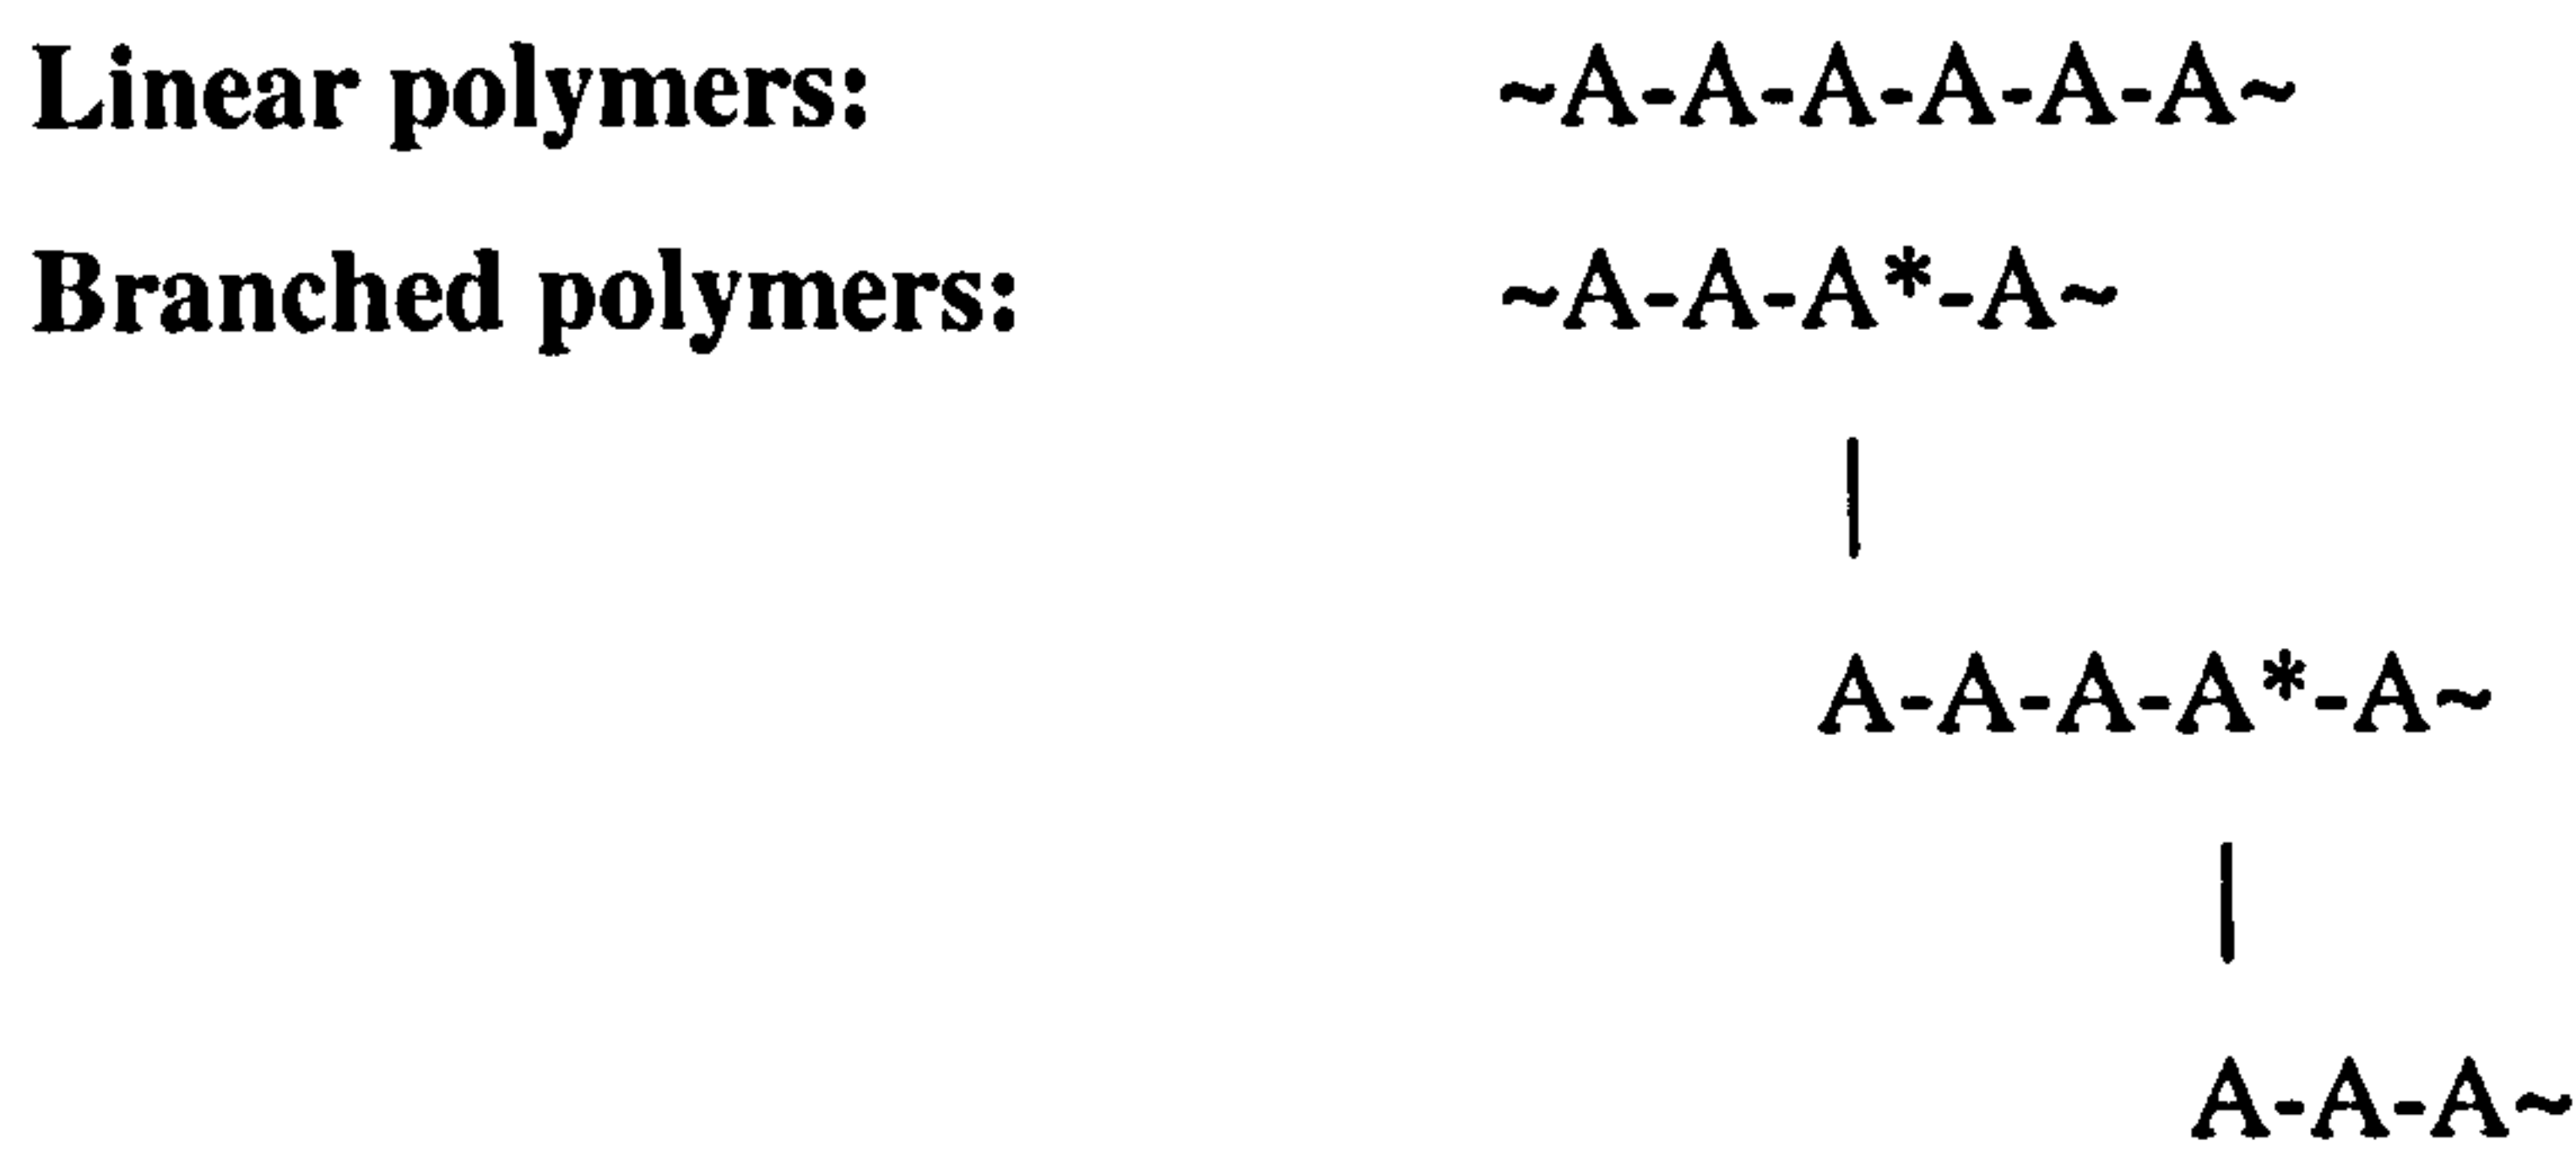 Linear polymers: ~A-A-A-A-A-A~
Branched polymers: ~A-A-A*-A~
|
A-A-A-A*-A~
|
A-A-A~